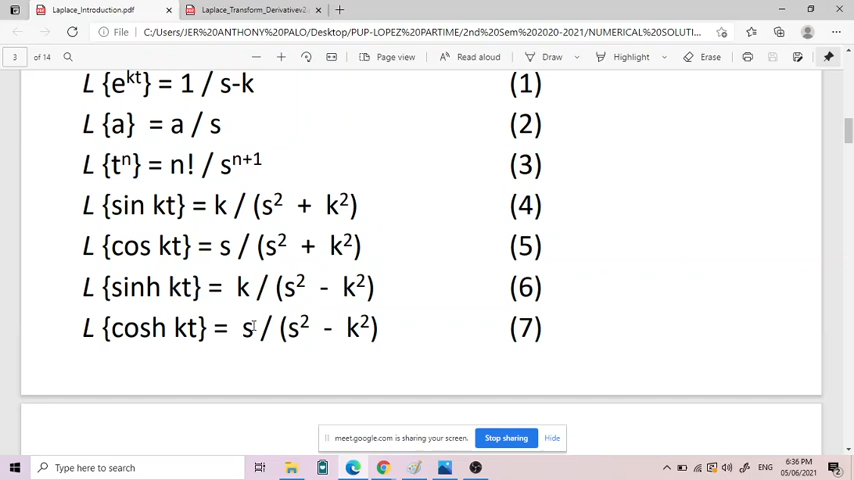 Laplace_Introduction.pdf Laplace_Transform_Derivativev2.
File C:/Users/JER%20ANTHONY%20PALO/Desktop/PUP-LOPEZ%20PARTIME/2nd%20Sem%202020-2021/NUMERICAL%20SOLUTI...
3 of 14 Page view Read aloud Draw Highlight Erase
L {e^kt} = 1 / s-k (1)
L {a} = a / s (2)
L {t^n} = n! / s^n+1 (3)
L {sin kt} = k / (s² + k²) (4)
L {cos kt} = s / (s² + k²) (5)
L {sinh kt} = k / (s² - k²) (6)
L {cosh kt} = s / (s² - k²) (7)
meet.google.com is sharing your screen. Stop sharing Hide
Type here to search ENG 6:36 PM
05/06/2021 2